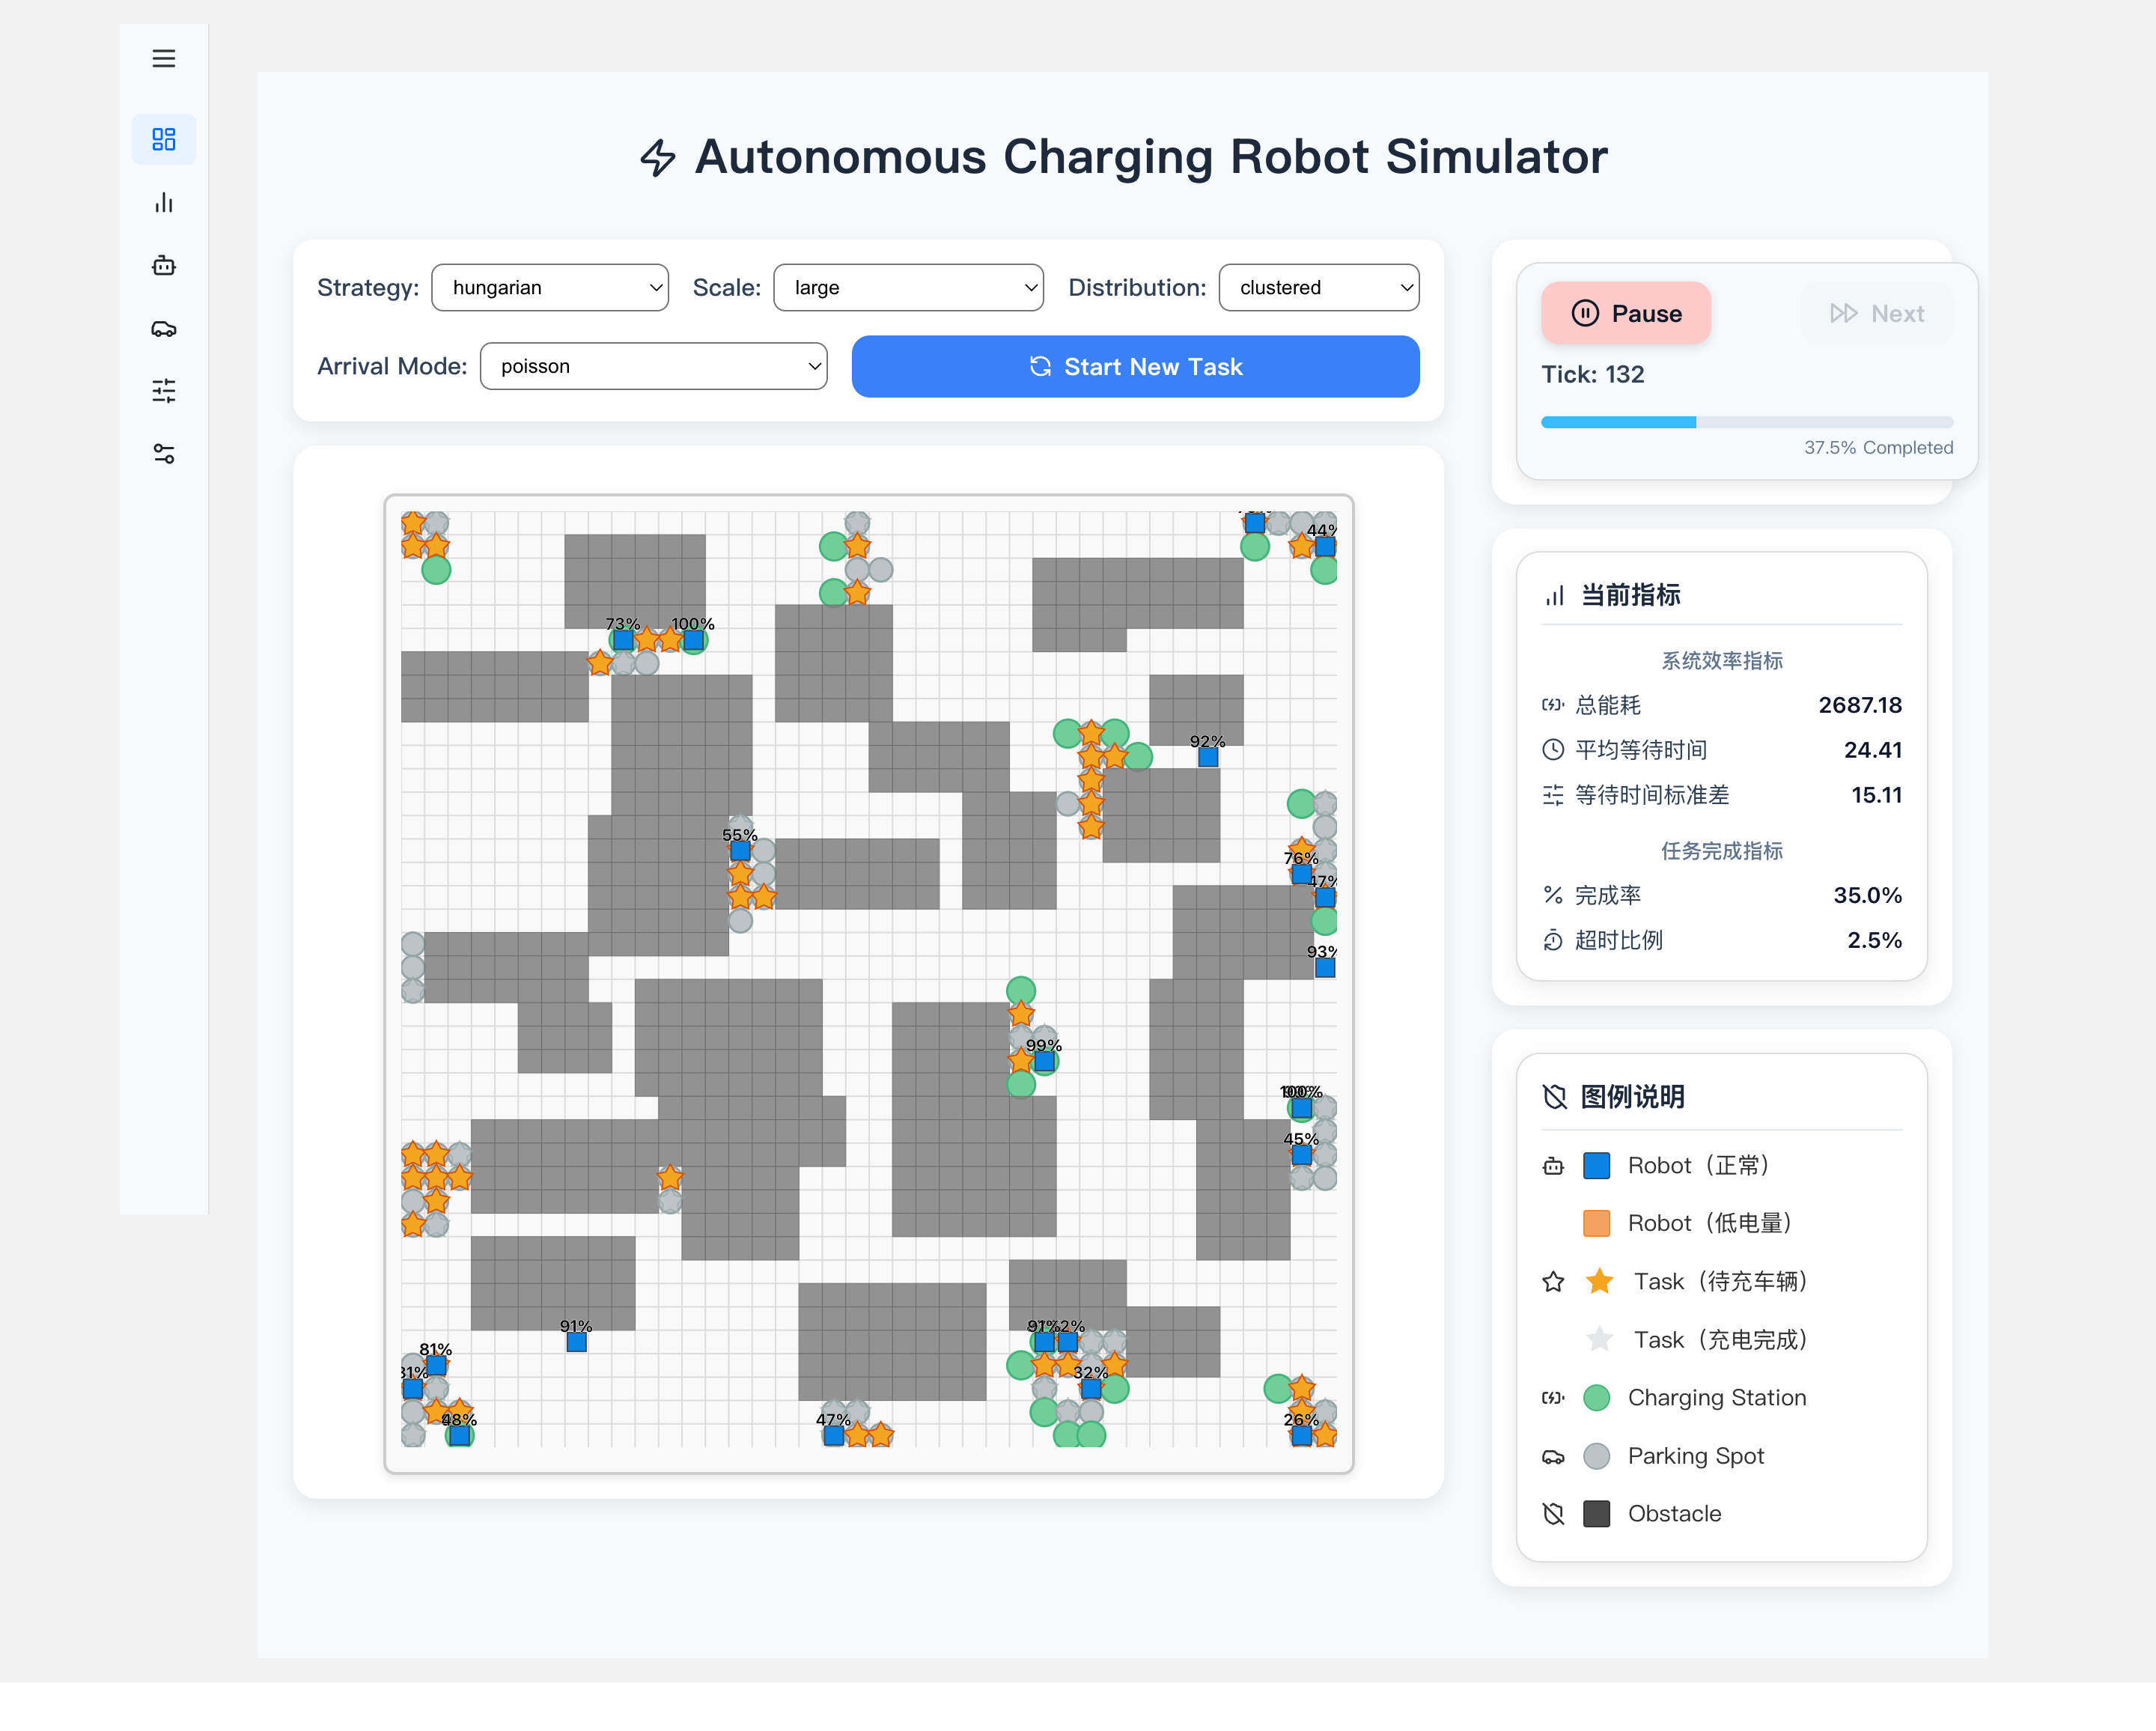 Autonomous Charging Robot Simulator
Strategy: hungarian Scale: large Distribution: clustered
Arrival Mode: poisson Start New Task
Pause Next
Tick: 132
37.5% Completed
44%
73% 100%
92%
55%
76%
47%
93%
99%
45%
91%
91%
81%
48%
47%
32%
26%
当前指标
系统效率指标
总能耗 2687.18
平均等待时间 24.41
等待时间标准差 15.11
任务完成指标
完成率 35.0%
超时比例 2.5%
图例说明
Robot（正常）
Robot（低电量）
Task（待充车辆）
Task（充电完成）
Charging Station
Parking Spot
Obstacle